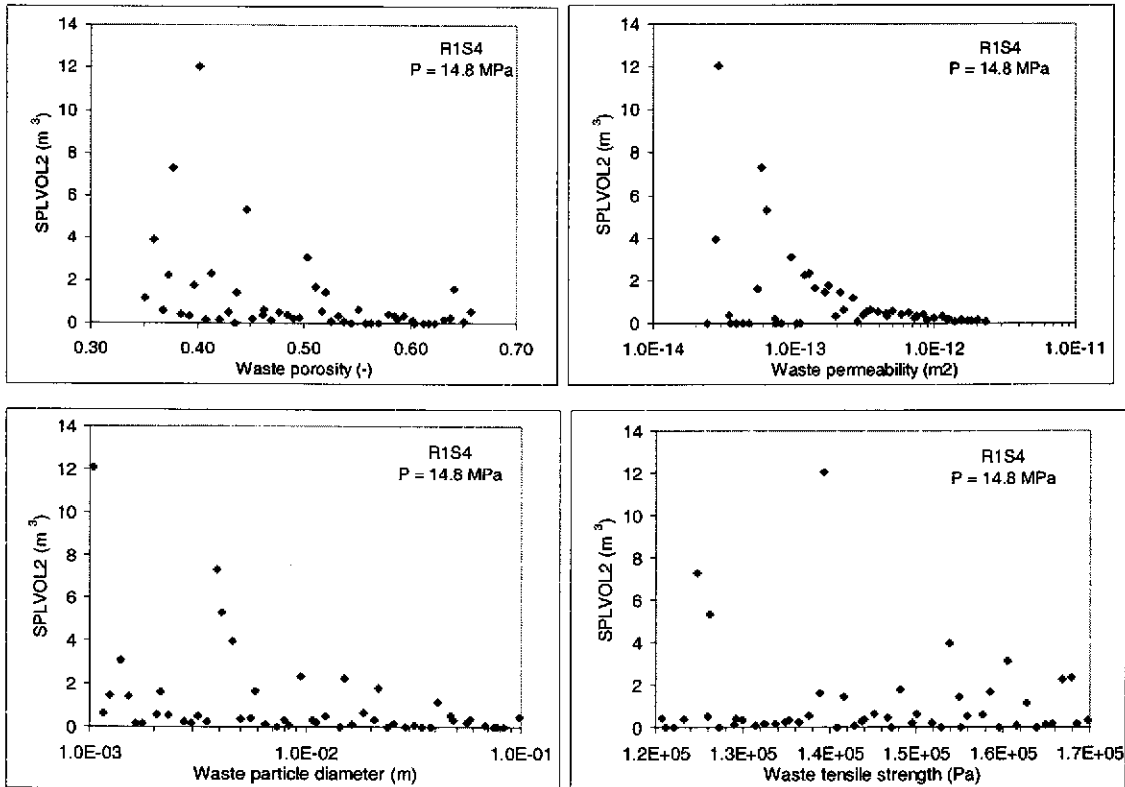 14
12
10
8
6
4
2
0
SPLVOL2 (m³)
R1S4
P = 14.8 MPa
0.30 0.40 0.50 0.60 0.70
Waste porosity (-)
14
12
10
8
6
4
2
0
SPLVOL2 (m³)
R1S4
P = 14.8 MPa
1.0E-14 1.0E-13 1.0E-12 1.0E-11
Waste permeability (m2)
14
12
10
8
6
4
2
0
SPLVOL2 (m³)
R1S4
P = 14.8 MPa
1.0E-03 1.0E-02 1.0E-01
Waste particle diameter (m)
14
12
10
8
6
4
2
0
SPLVOL2 (m³)
R1S4
P = 14.8 MPa
1.2E+05 1.3E+05 1.4E+05 1.5E+05 1.6E+05 1.7E+05
Waste tensile strength (Pa)